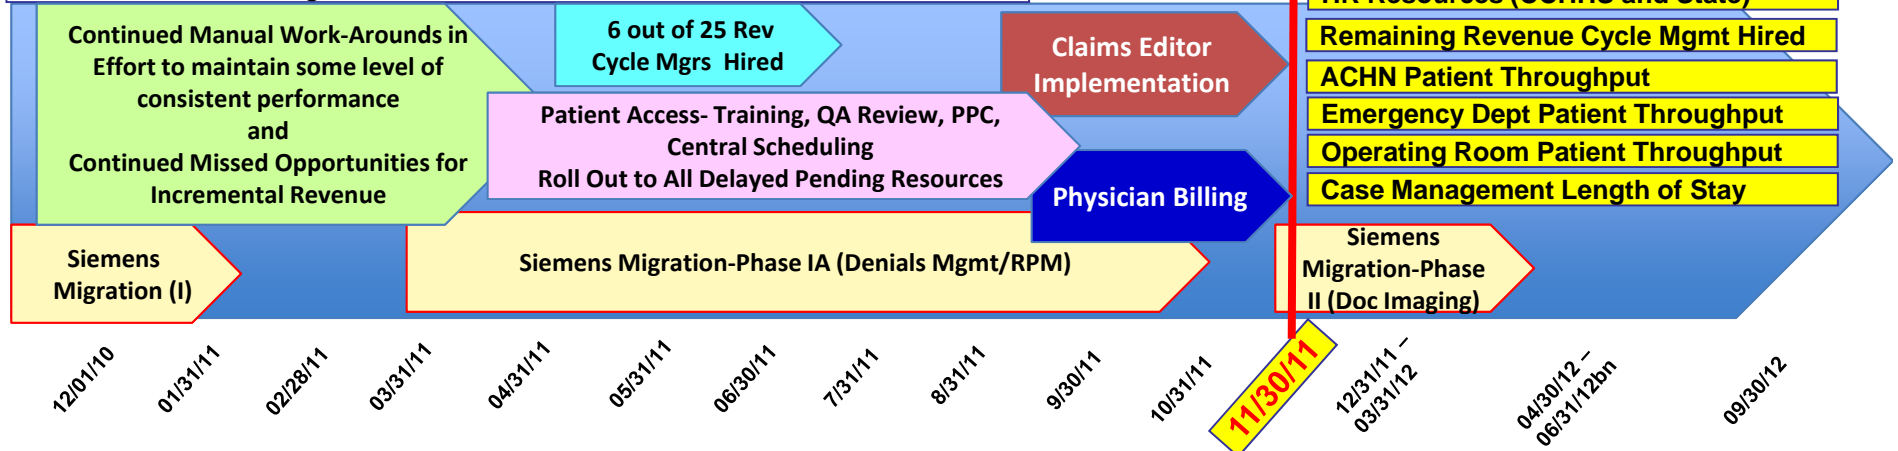 HR Resources (CCHHS and State)
Continued Manual Work-Arounds in
Effort to maintain some level of
consistent performance
and
Continued Missed Opportunities for
Incremental Revenue
6 out of 25 Rev
Cycle Mgrs Hired
Claims Editor
Implementation
Remaining Revenue Cycle Mgmt Hired
ACHN Patient Throughput
Emergency Dept Patient Throughput
Operating Room Patient Throughput
Case Management Length of Stay
Patient Access- Training, QA Review, PPC,
Central Scheduling
Roll Out to All Delayed Pending Resources
Physician Billing
Siemens
Migration (I)
Siemens Migration-Phase IA (Denials Mgmt/RPM)
Siemens
Migration-Phase
II (Doc Imaging)
12/01/10
01/31/11
02/28/11
03/31/11
04/31/11
05/31/11
06/30/11
7/31/11
8/31/11
9/30/11
10/31/11
11/30/11
12/31/11 –
03/31/12
04/30/12 –
06/31/12bn
09/30/12